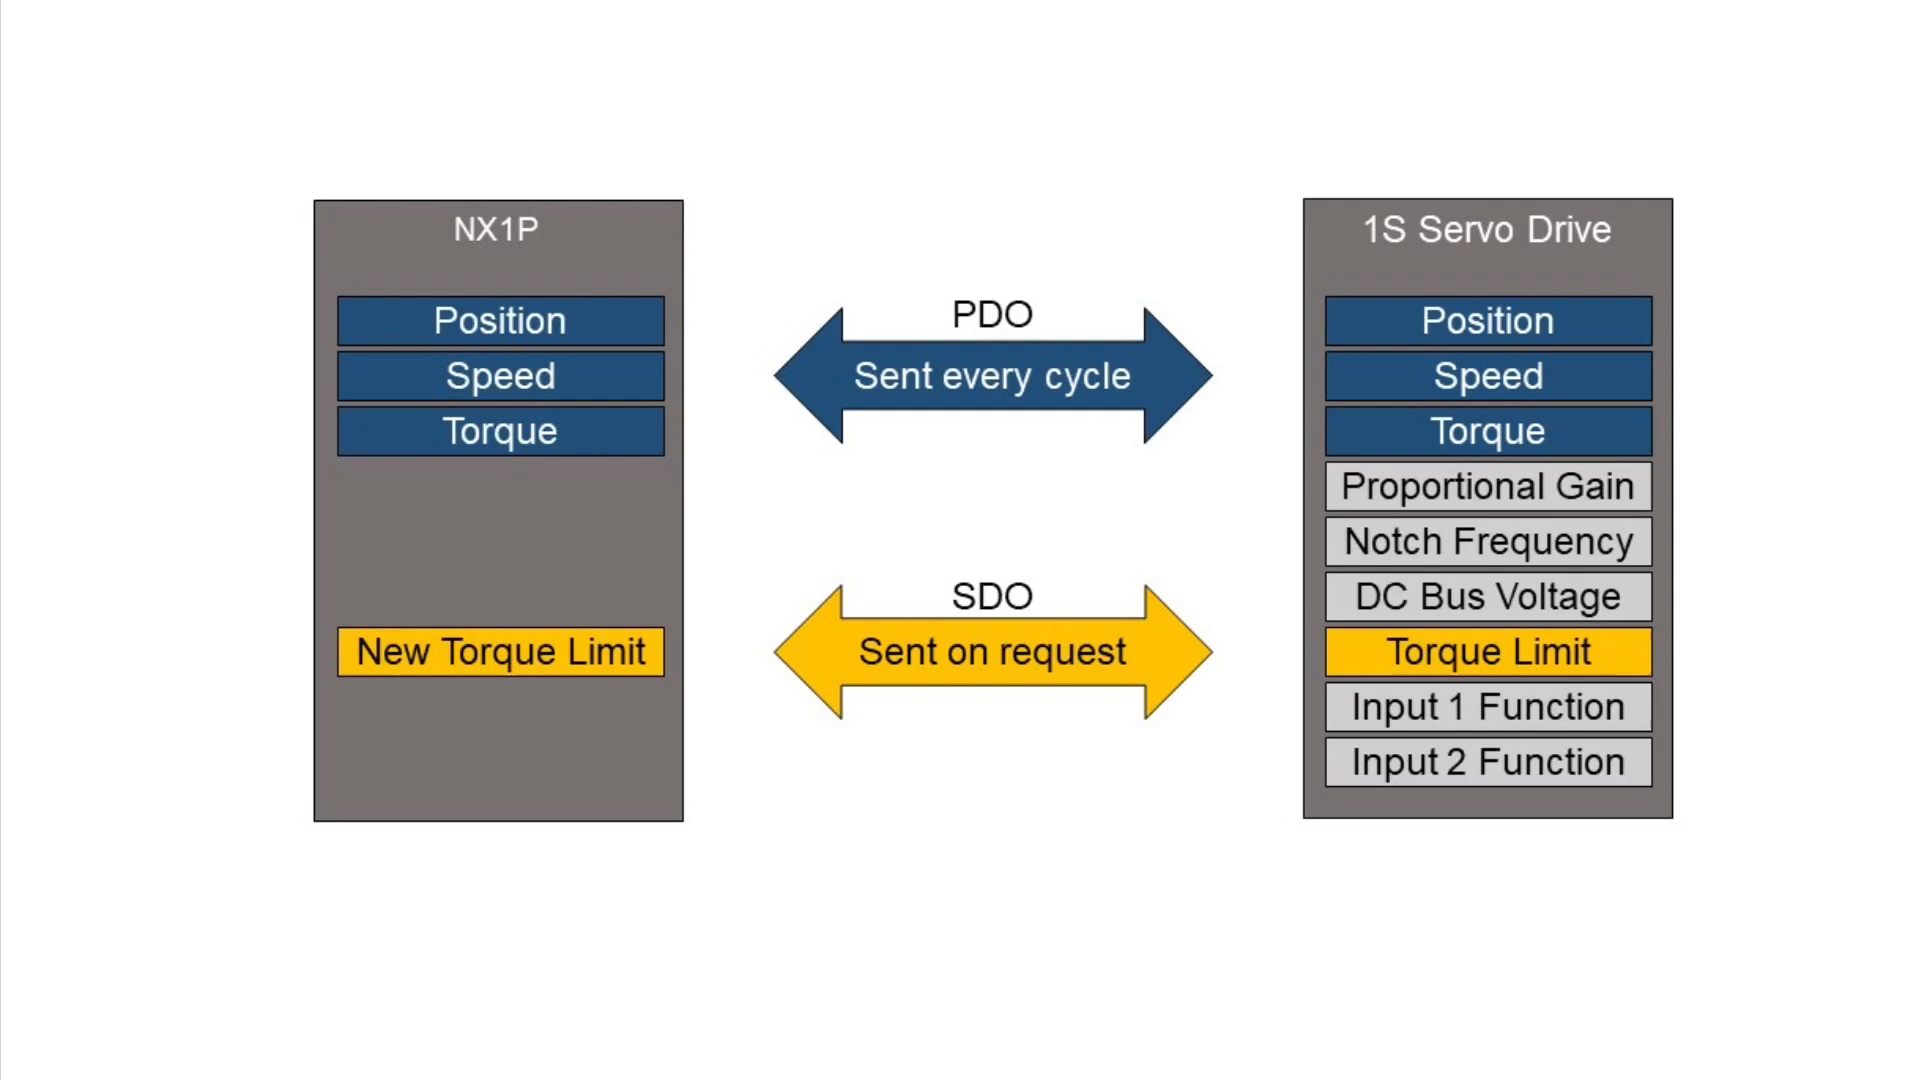 NX1P
Position
Speed
Torque
New Torque Limit
PDO
Sent every cycle
SDO
Sent on request
1S Servo Drive
Position
Speed
Torque
Proportional Gain
Notch Frequency
DC Bus Voltage
Torque Limit
Input 1 Function
Input 2 Function